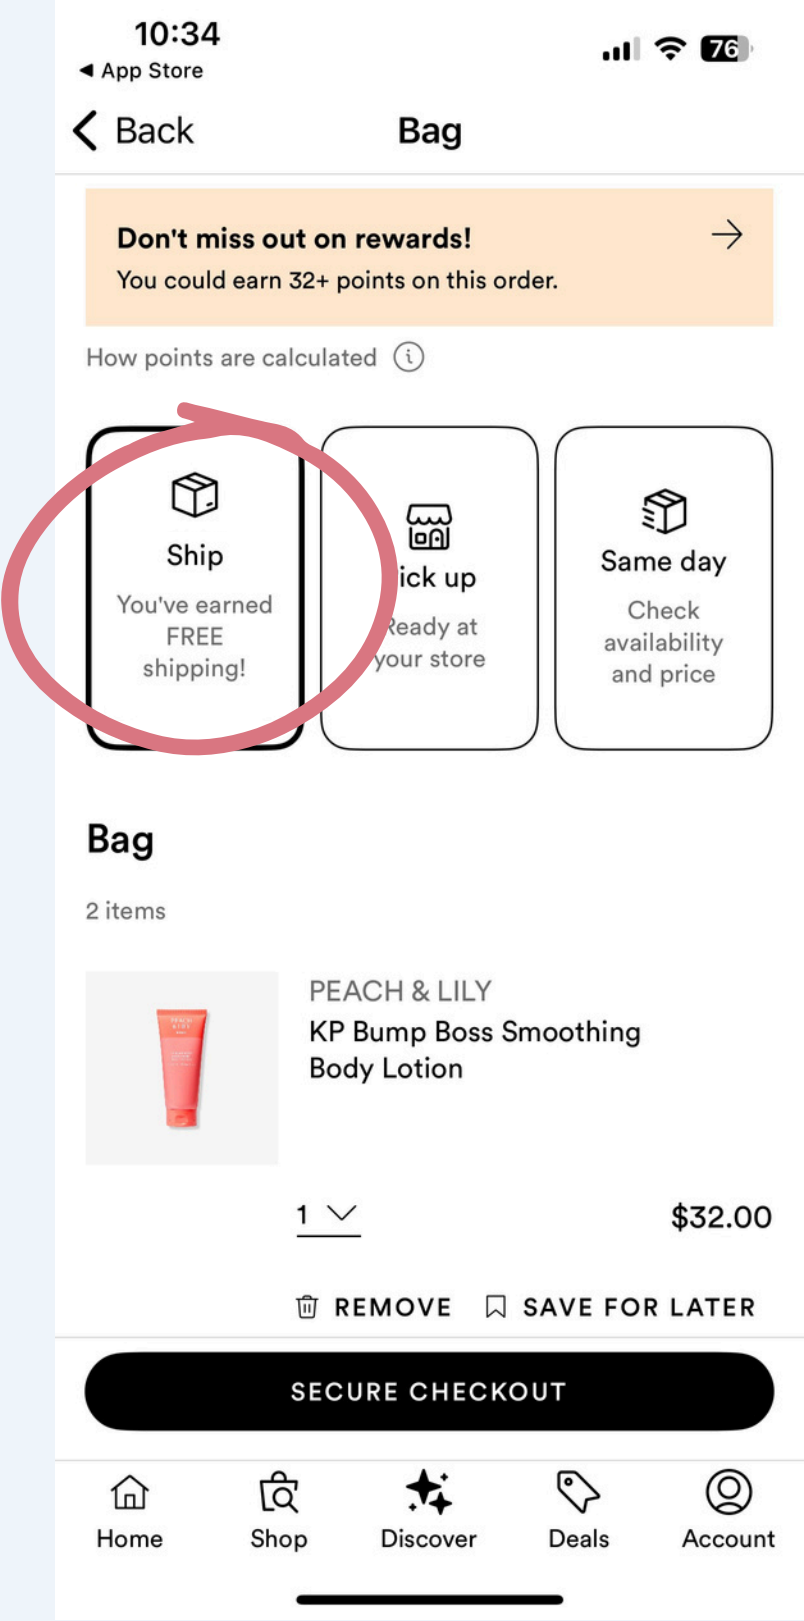 10:34
76
App Store
Back
Bag
Don't miss out on rewards!
You could earn 32+ points on this order.
How points are calculated
Ship
You've earned
FREE
shipping!
ick up
Ready at
your store
Same day
Check
availability
and price
Bag
2 items
PEACH & LILY
KP Bump Boss Smoothing
Body Lotion
1
$32.00
REMOVE
SAVE FOR LATER
SECURE CHECKOUT
Home
Shop
Discover
Deals
Account